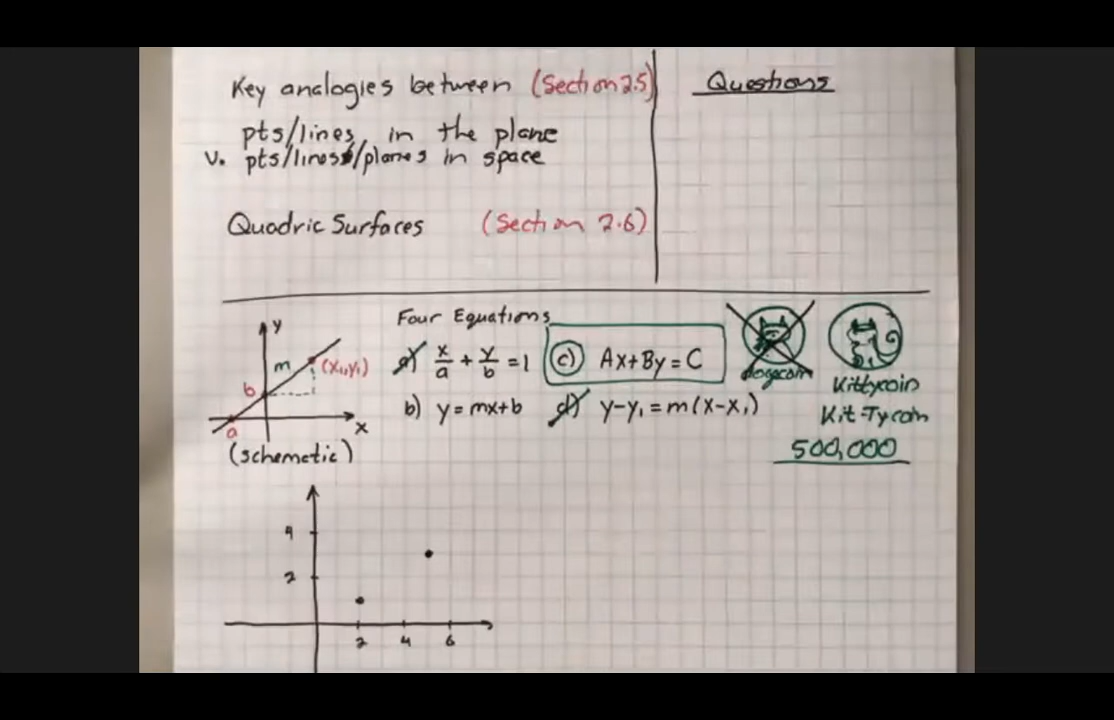 Key analogies between (Section 2.5)
pts/lines in the plane
v. pts/lines/planes in space
Quadric Surfaces (Section 2.6)
Questions
Four Equations
a) x/a + y/b = 1
c) Ax+By=C
b) y=mx+b
d) y-y₁=m(x-x₁)
y
m
(x₁,y₁)
b
a
x
(schematic)
dogecoin
Kittycoin
Kit-Tycoin
500,000
4
2
2 4 6